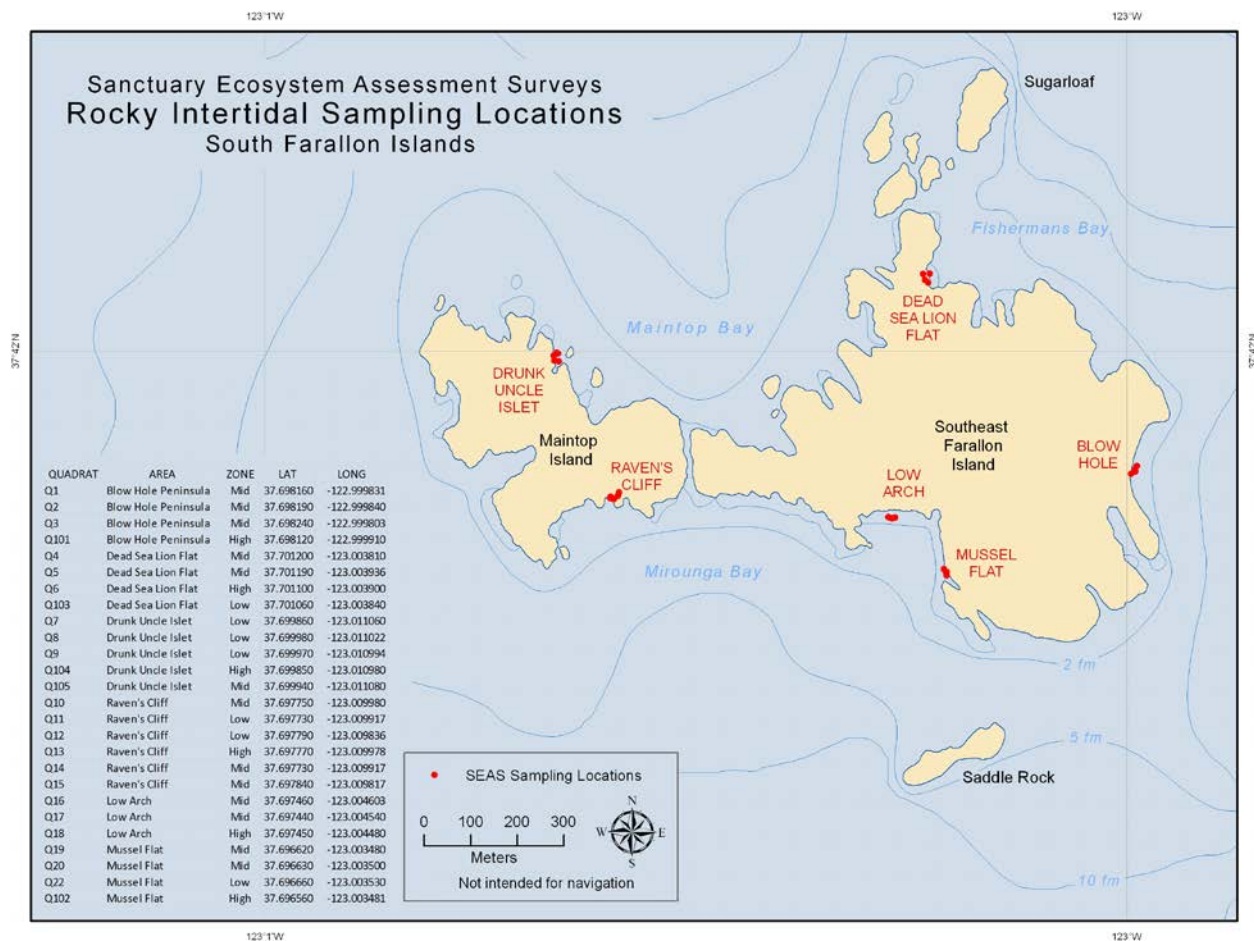 123°1'W
123°W
Sanctuary Ecosystem Assessment Surveys
Rocky Intertidal Sampling Locations
South Farallon Islands
Sugarloaf
Fishermans Bay
DEAD
SEA LION
FLAT
Maintop Bay
37°42'N
37°42'N
DRUNK
UNCLE
ISLET
Maintop
Island
RAVEN'S
CLIFF
Southeast
Farallon
Island
BLOW
HOLE
LOW
ARCH
MUSSEL
FLAT
Mirounga Bay
2 fm
5 fm
Saddle Rock
10 fm
QUADRAT AREA ZONE LAT LONG
Q1 Blow Hole Peninsula Mid 37.698160 -122.999831
Q2 Blow Hole Peninsula Mid 37.698190 -122.999840
Q3 Blow Hole Peninsula Mid 37.698240 -122.999803
Q101 Blow Hole Peninsula High 37.698120 -122.999910
Q4 Dead Sea Lion Flat Mid 37.701200 -123.003810
Q5 Dead Sea Lion Flat Mid 37.701190 -123.003936
Q6 Dead Sea Lion Flat High 37.701100 -123.003900
Q103 Dead Sea Lion Flat Low 37.701060 -123.003840
Q7 Drunk Uncle Islet Low 37.699860 -123.011060
Q8 Drunk Uncle Islet Low 37.699980 -123.011022
Q9 Drunk Uncle Islet Low 37.699970 -123.010994
Q104 Drunk Uncle Islet High 37.699850 -123.010980
Q105 Drunk Uncle Islet Mid 37.699940 -123.011080
Q10 Raven's Cliff Mid 37.697750 -123.009980
Q11 Raven's Cliff Low 37.697730 -123.009917
Q12 Raven's Cliff Low 37.697790 -123.009836
Q13 Raven's Cliff High 37.697770 -123.009978
Q14 Raven's Cliff Mid 37.697730 -123.009917
Q15 Raven's Cliff Mid 37.697840 -123.009817
Q16 Low Arch Mid 37.697460 -123.004603
Q17 Low Arch Mid 37.697440 -123.004540
Q18 Low Arch High 37.697450 -123.004480
Q19 Mussel Flat Mid 37.696620 -123.003480
Q20 Mussel Flat Mid 37.696630 -123.003500
Q22 Mussel Flat Low 37.696660 -123.003530
Q102 Mussel Flat High 37.696560 -123.003481
SEAS Sampling Locations
0 100 200 300
Meters
N
W E
S
Not intended for navigation
123°1'W
123°W